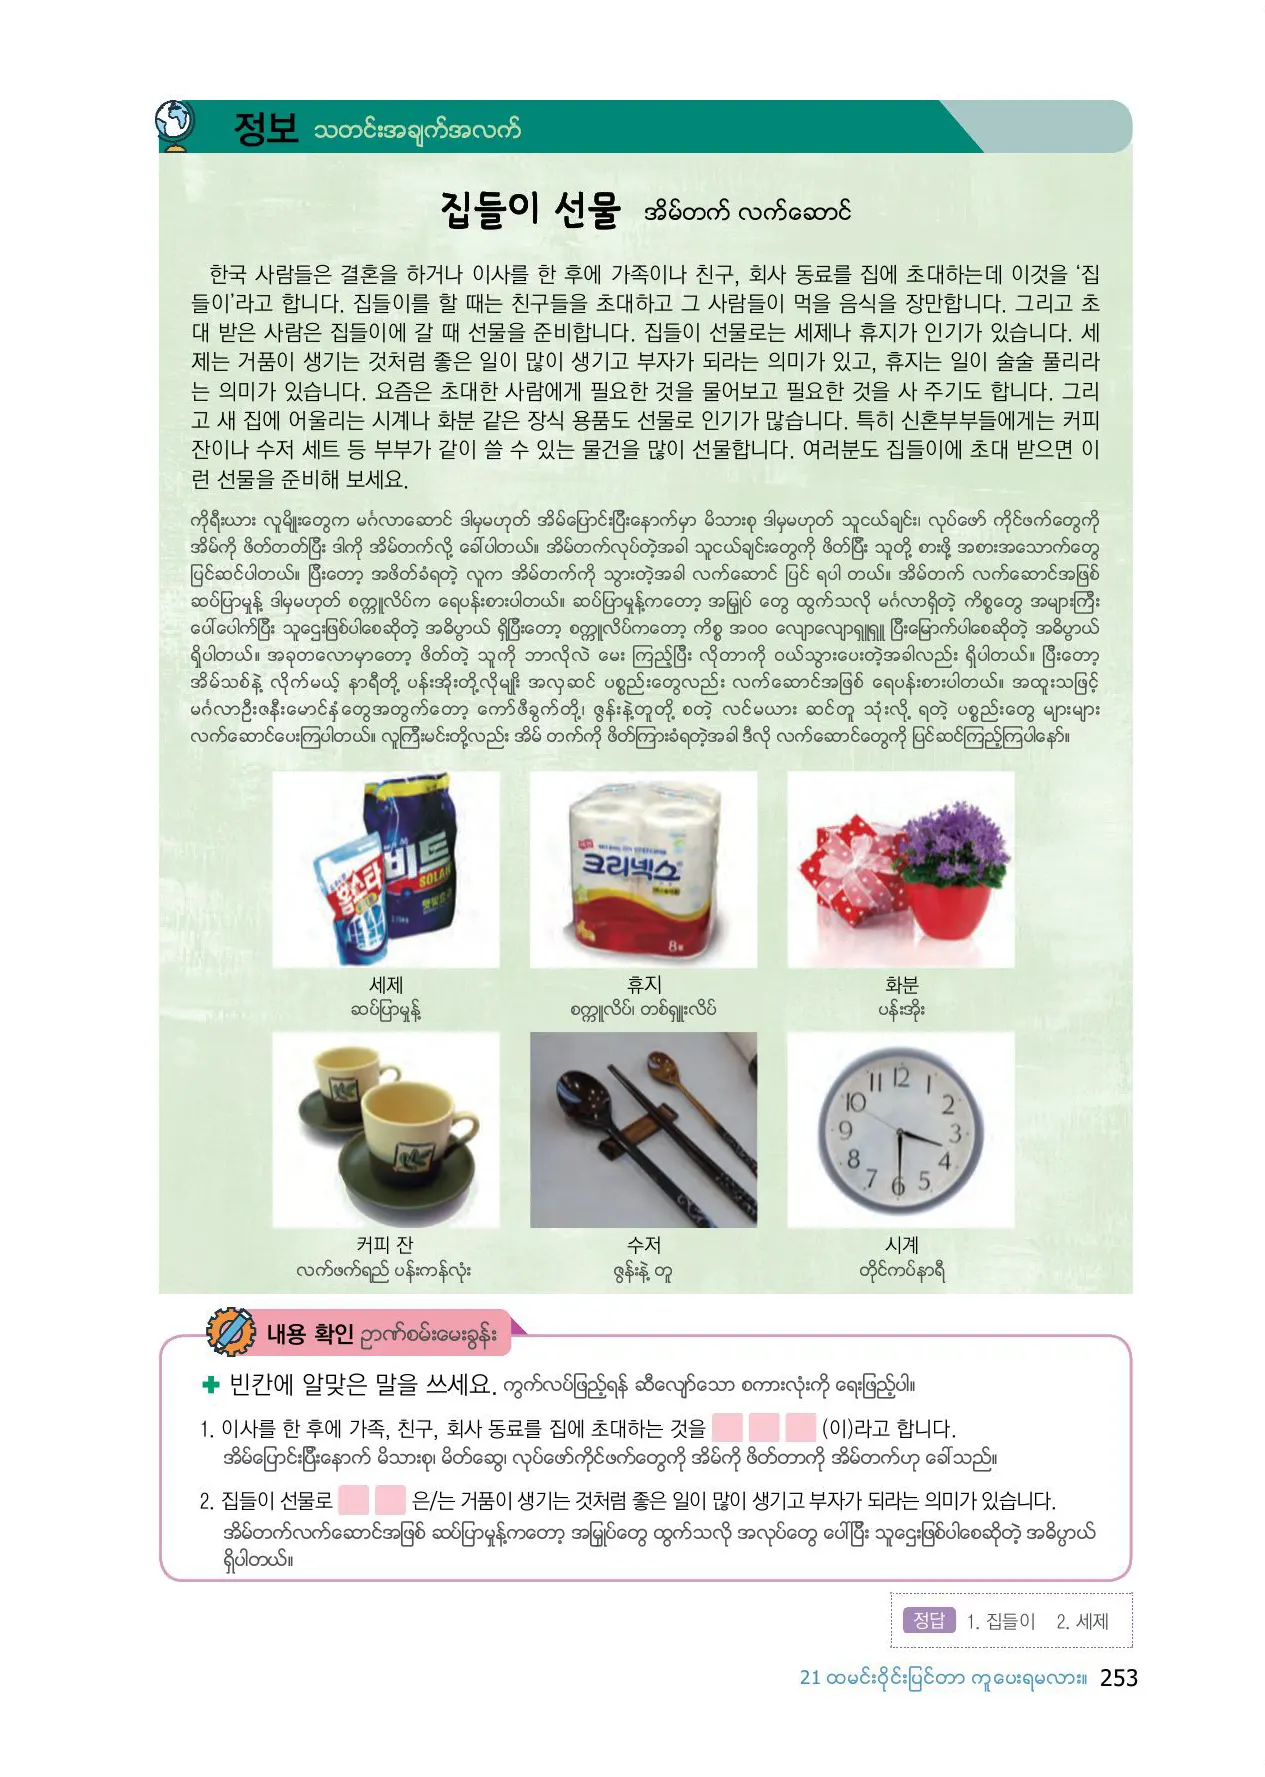 정보 သတင်းအချက်အလက်
집들이 선물 အိမ်တက် လက်ဆောင်
한국 사람들은 결혼을 하거나 이사를 한 후에 가족이나 친구, 회사 동료를 집에 초대하는데 이것을 ‘집
들이’라고 합니다. 집들이를 할 때는 친구들을 초대하고 그 사람들이 먹을 음식을 장만합니다. 그리고 초
대 받은 사람은 집들이에 갈 때 선물을 준비합니다. 집들이 선물로는 세제나 휴지가 인기가 있습니다. 세
제는 거품이 생기는 것처럼 좋은 일이 많이 생기고 부자가 되라는 의미가 있고, 휴지는 일이 술술 풀리라
는 의미가 있습니다. 요즘은 초대한 사람에게 필요한 것을 물어보고 필요한 것을 사 주기도 합니다. 그리
고 새 집에 어울리는 시계나 화분 같은 장식 용품도 선물로 인기가 많습니다. 특히 신혼부부들에게는 커피
잔이나 수저 세트 등 부부가 같이 쓸 수 있는 물건을 많이 선물합니다. 여러분도 집들이에 초대 받으면 이
런 선물을 준비해 보세요.
ကိုရီးယား လူမျိုးတွေက မင်္ဂလာဆောင် ဒါမှမဟုတ် အိမ်ပြောင်းပြီးနောက်မှာ မိသားစု ဒါမှမဟုတ် သူငယ်ချင်း၊ လုပ်ဖော် ကိုင်ဖက်တွေကို
အိမ်ကို ဖိတ်တတ်ပြီး ဒါကို အိမ်တက်လို့ ခေါ်ပါတယ်။ အိမ်တက်လုပ်တဲ့အခါ သူငယ်ချင်းတွေကို ဖိတ်ပြီး သူတို့ စားဖို့ အစားအသောက်တွေ
ပြင်ဆင်ပါတယ်။ ပြီးတော့ အဖိတ်ခံရတဲ့ လူက အိမ်တက်ကို သွားတဲ့အခါ လက်ဆောင် ပြင် ရပါ တယ်။ အိမ်တက် လက်ဆောင်အဖြစ်
ဆပ်ပြာမှုန့် ဒါမှမဟုတ် စက္ကူလိပ်က ရေပန်းစားပါတယ်။ ဆပ်ပြာမှုန့်ကတော့ အမြှုပ် တွေ ထွက်သလို မင်္ဂလာရှိတဲ့ ကိစ္စတွေ အများကြီး
ပေါ်ပေါက်ပြီး သူဌေးဖြစ်ပါစေဆိုတဲ့ အဓိပ္ပာယ် ရှိပြီးတော့ စက္ကူလိပ်ကတော့ ကိစ္စ အဝဝ လျောလျောရှူရှူ ပြီးမြောက်ပါစေဆိုတဲ့ အဓိပ္ပာယ်
ရှိပါတယ်။ အခုတလောမှာတော့ ဖိတ်တဲ့ သူကို ဘာလိုလဲ မေး ကြည့်ပြီး လိုတာကို ဝယ်သွားပေးတဲ့အခါလည်း ရှိပါတယ်။ ပြီးတော့
အိမ်သစ်နဲ့ လိုက်မယ့် နာရီတို့ ပန်းအိုးတို့လိုမျိုး အလှဆင် ပစ္စည်းတွေလည်း လက်ဆောင်အဖြစ် ရေပန်းစားပါတယ်။ အထူးသဖြင့်
မင်္ဂလာဦးဇနီးမောင်နှံတွေအတွက်တော့ ကော်ဖီခွက်တို့၊ ဇွန်းနဲ့တူတို့ စတဲ့ လင်မယား ဆင်တူ သုံးလို့ ရတဲ့ ပစ္စည်းတွေ များများ
လက်ဆောင်ပေးကြပါတယ်။ လူကြီးမင်းတို့လည်း အိမ် တက်ကို ဖိတ်ကြားခံရတဲ့အခါ ဒီလို လက်ဆောင်တွေကို ပြင်ဆင်ကြည့်ကြပါနော်။
홈스타
비트
SOLAR
크리넥스
8
세제 휴지 화분
ဆပ်ပြာမှုန့် စက္ကူလိပ်၊ တစ်ရှူးလိပ် ပန်းအိုး
11 12 1
10 2
9 3
8 4
7 6 5
커피 잔 수저 시계
လက်ဖက်ရည် ပန်းကန်လုံး ဇွန်းနဲ့ တူ တိုင်ကပ်နာရီ
내용 확인 ဉာဏ်စမ်းမေးခွန်း
빈칸에 알맞은 말을 쓰세요. ကွက်လပ်ဖြည့်ရန် ဆီလျော်သော စကားလုံးကို ရေးဖြည့်ပါ။
1. 이사를 한 후에 가족, 친구, 회사 동료를 집에 초대하는 것을 (이)라고 합니다.
အိမ်ပြောင်းပြီးနောက် မိသားစု၊ မိတ်ဆွေ၊ လုပ်ဖော်ကိုင်ဖက်တွေကို အိမ်ကို ဖိတ်တာကို အိမ်တက်ဟု ခေါ်သည်။
2. 집들이 선물로 은/는 거품이 생기는 것처럼 좋은 일이 많이 생기고 부자가 되라는 의미가 있습니다.
အိမ်တက်လက်ဆောင်အဖြစ် ဆပ်ပြာမှုန့်ကတော့ အမြှုပ်တွေ ထွက်သလို အလုပ်တွေ ပေါ်ပြီး သူဌေးဖြစ်ပါစေဆိုတဲ့ အဓိပ္ပာယ်
ရှိပါတယ်။
정답 1. 집들이 2. 세제
21 ထမင်းဝိုင်းပြင်တာ ကူပေးရမလား။ 253